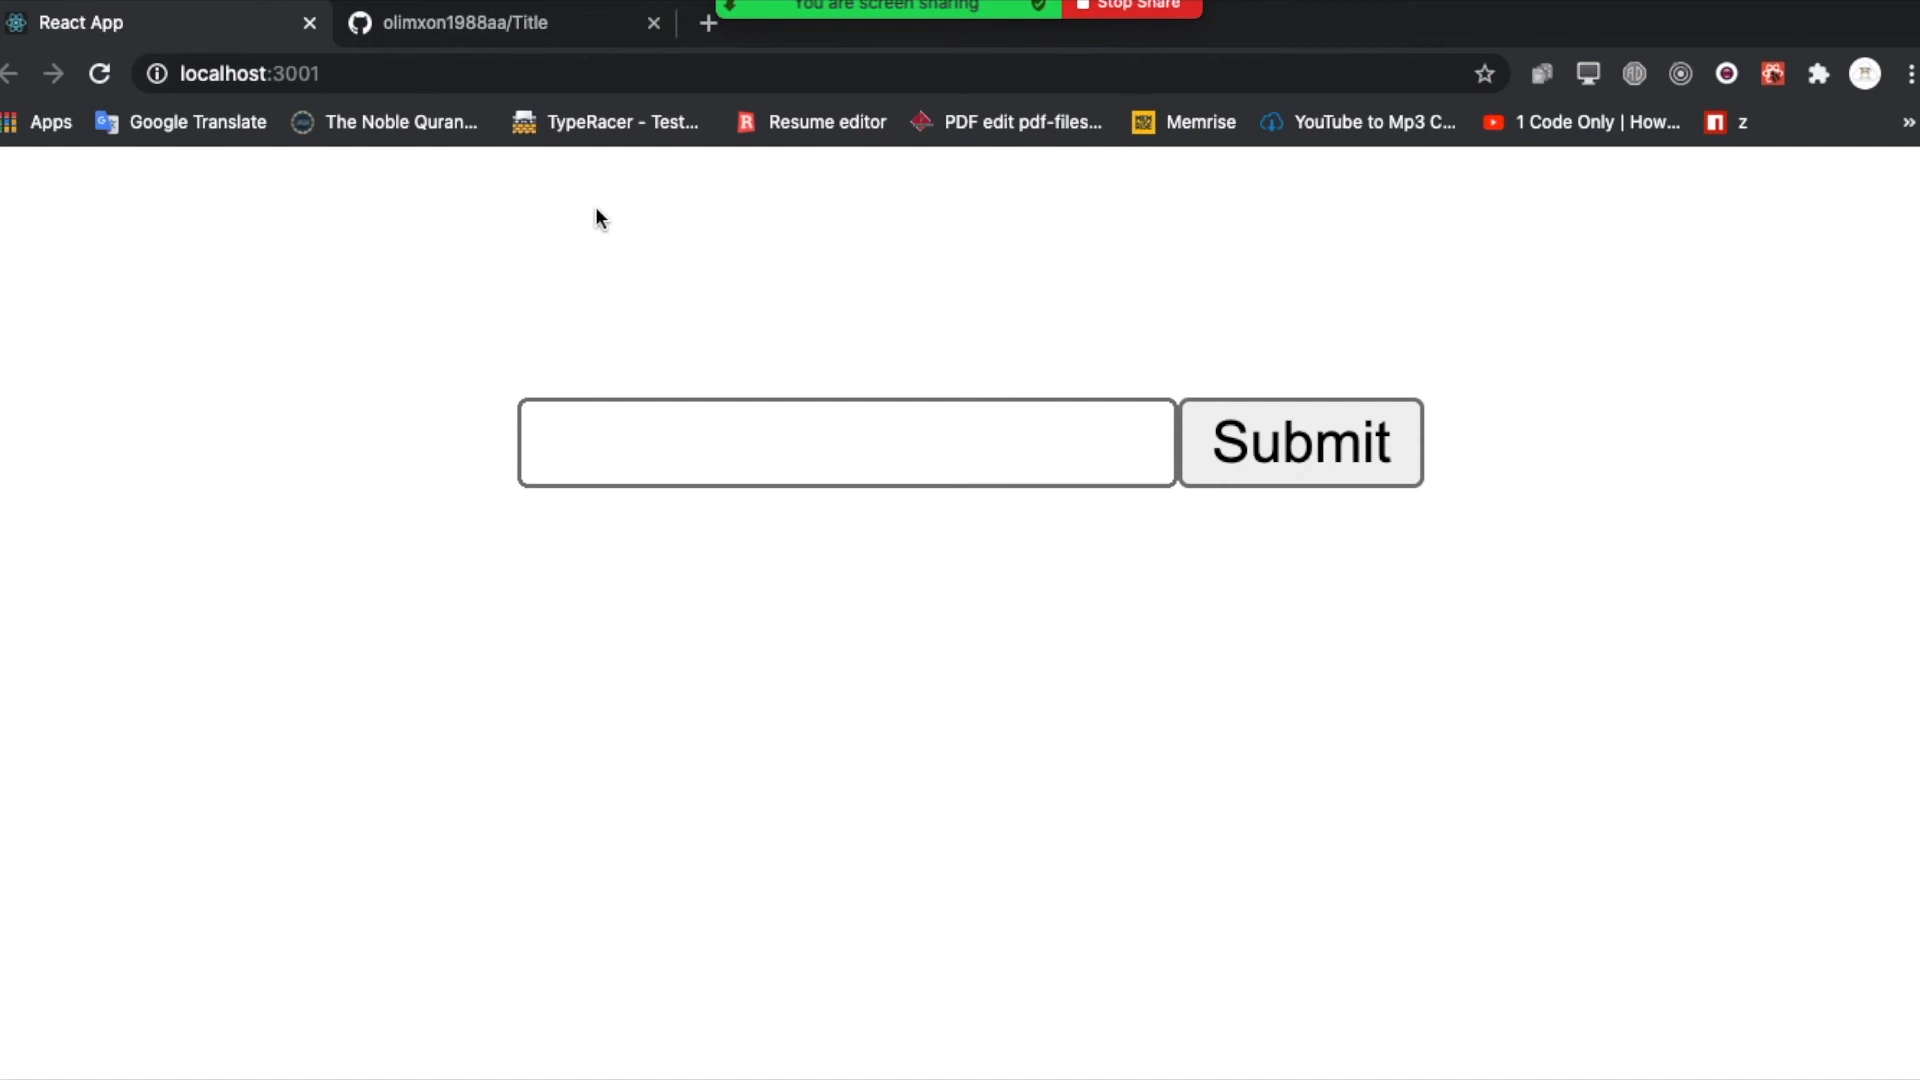 You are screen sharing Stop Share
React App olimxon1988aa/Title
localhost:3001
Apps Google Translate The Noble Quran... TypeRacer - Test... Resume editor PDF edit pdf-files... Memrise YouTube to Mp3 C... 1 Code Only | How... z
Submit